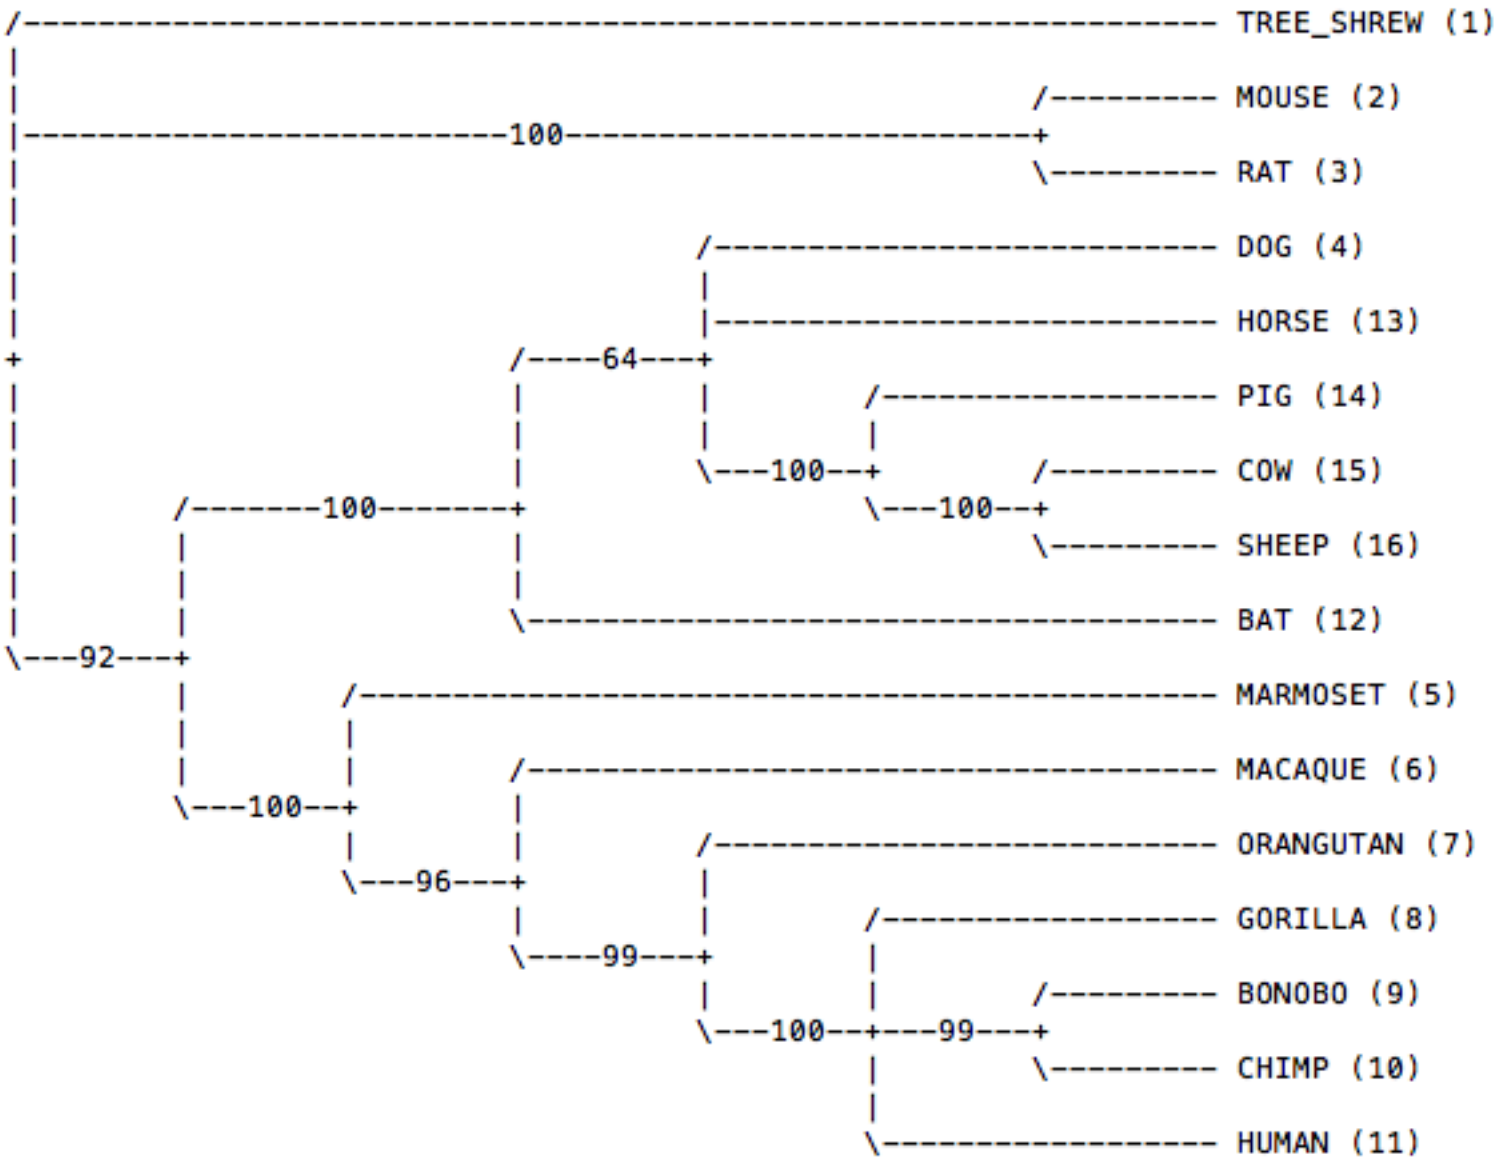 TREE_SHREW (1)
MOUSE (2)
100
RAT (3)
DOG (4)
HORSE (13)
64
PIG (14)
100 COW (15)
100 100
SHEEP (16)
BAT (12)
92
MARMOSET (5)
MACAQUE (6)
100
ORANGUTAN (7)
96
GORILLA (8)
99
BONOBO (9)
100 99
CHIMP (10)
HUMAN (11)